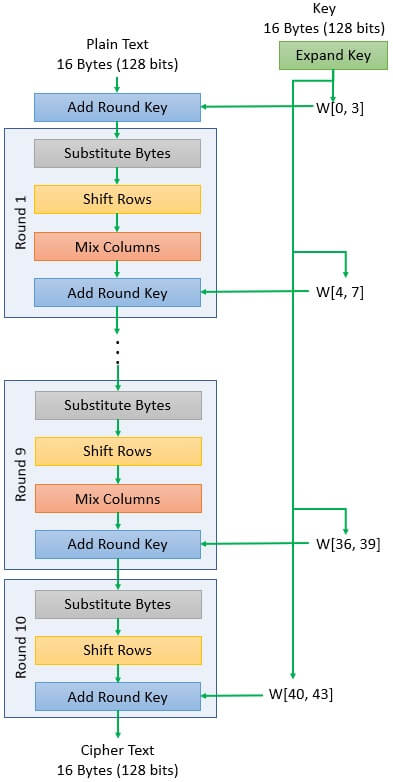 Key
16 Bytes (128 bits)
Plain Text
16 Bytes (128 bits)
Expand Key
Add Round Key
W[0, 3]
Round 1
Substitute Bytes
Shift Rows
Mix Columns
Add Round Key
W[4, 7]
Round 9
Substitute Bytes
Shift Rows
Mix Columns
Add Round Key
W[36, 39]
Round 10
Substitute Bytes
Shift Rows
Add Round Key
W[40, 43]
Cipher Text
16 Bytes (128 bits)